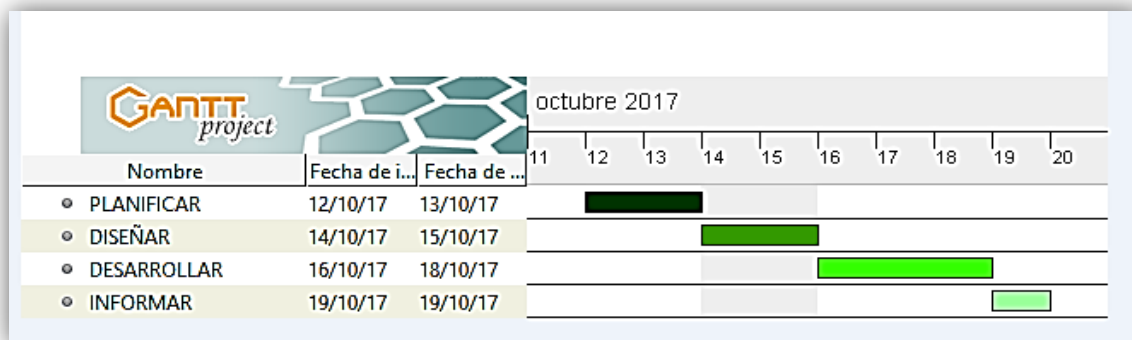 GANTT
project
octubre 2017
11 12 13 14 15 16 17 18 19 20
Nombre Fecha de i... Fecha de ...
PLANIFICAR 12/10/17 13/10/17
DISEÑAR 14/10/17 15/10/17
DESARROLLAR 16/10/17 18/10/17
INFORMAR 19/10/17 19/10/17